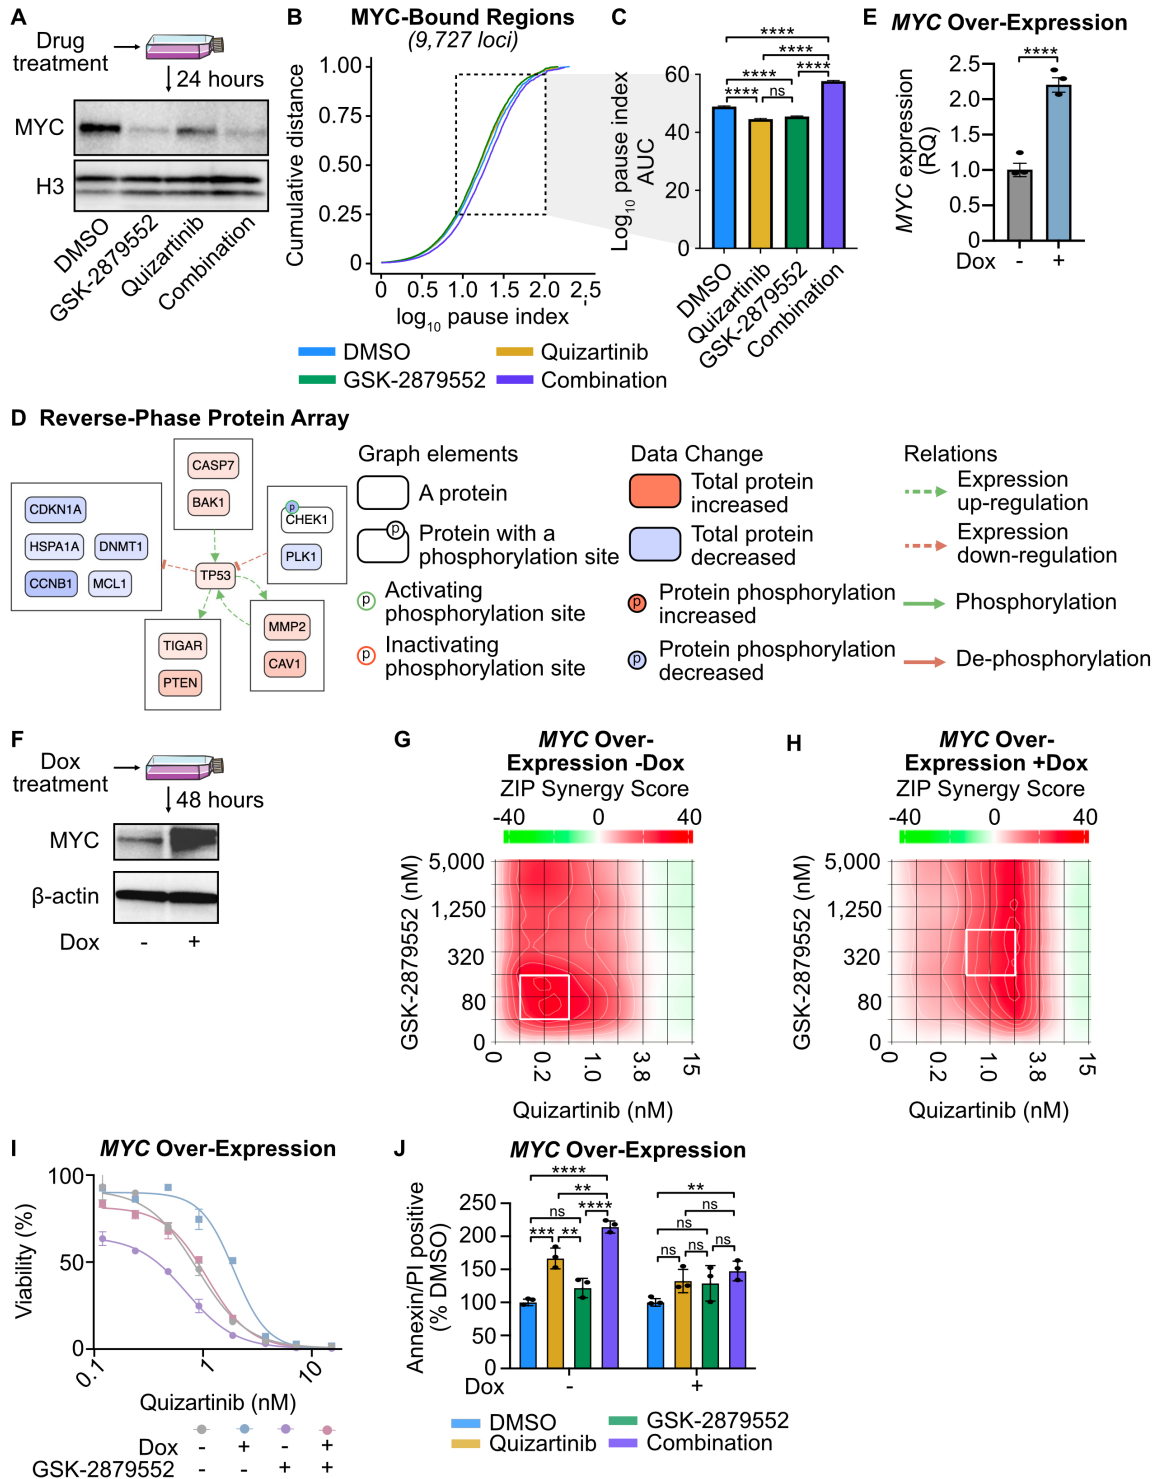 A
Drug
treatment
24 hours
MYC
H3
DMSO
GSK-2879552
Quizartinib
Combination
B
MYC-Bound Regions
(9,727 loci)
Cumulative distance
1.00
0.75
0.50
0.25
0
0 0.5 1.0 1.5 2.0 2.5
log10 pause index
DMSO
GSK-2879552
Quizartinib
Combination
C
Log10 pause index
AUC
60
40
20
0
****
****
**** ****
**** ns
DMSO
Quizartinib
GSK-2879552
Combination
E
MYC Over-Expression
MYC expression
(RQ)
2.5
2.0
1.5
1.0
0.5
0
****
Dox - +
D Reverse-Phase Protein Array
CASP7
BAK1
CDKN1A
HSPA1A DNMT1
CCNB1 MCL1
p
CHEK1
PLK1
TP53
TIGAR
PTEN
MMP2
CAV1
Graph elements
A protein
p
Protein with a
phosphorylation site
p
Activating
phosphorylation site
p
Inactivating
phosphorylation site
Data Change
Total protein
increased
Total protein
decreased
p
Protein phosphorylation
increased
p
Protein phosphorylation
decreased
Relations
Expression
up-regulation
Expression
down-regulation
Phosphorylation
De-phosphorylation
F
Dox
treatment
48 hours
MYC
β-actin
Dox - +
G
MYC Over-
Expression -Dox
ZIP Synergy Score
-40 0 40
GSK-2879552 (nM)
5,000
1,250
320
80
0
0 0.2 1.0 3.8 15
Quizartinib (nM)
H
MYC Over-
Expression +Dox
ZIP Synergy Score
-40 0 40
GSK-2879552 (nM)
5,000
1,250
320
80
0
0 0.2 1.0 3.8 15
Quizartinib (nM)
I
MYC Over-Expression
Viability (%)
100
50
0
0.1 1 10
Quizartinib (nM)
Dox - + - +
GSK-2879552 - - + +
J
MYC Over-Expression
Annexin/PI positive
(% DMSO)
250
200
150
100
50
0
****
**
ns ****
*** **
**
ns
ns
ns ns ns
Dox - +
DMSO
Quizartinib
GSK-2879552
Combination